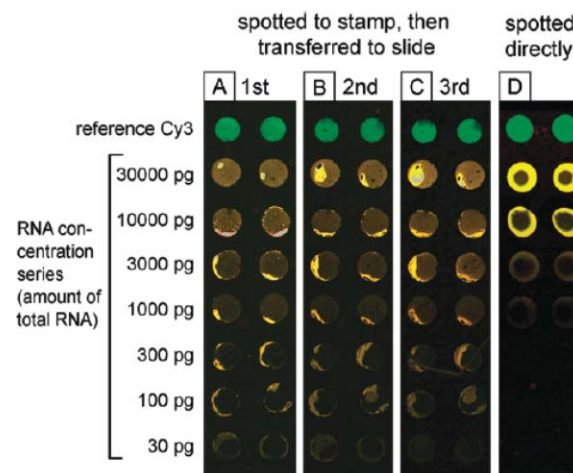 spotted to stamp, then
transferred to slide
spotted
directly
A 1st
B 2nd
C 3rd
D
reference Cy3
30000 pg
10000 pg
3000 pg
1000 pg
300 pg
100 pg
30 pg
RNA con-
centration
series
(amount of
total RNA)